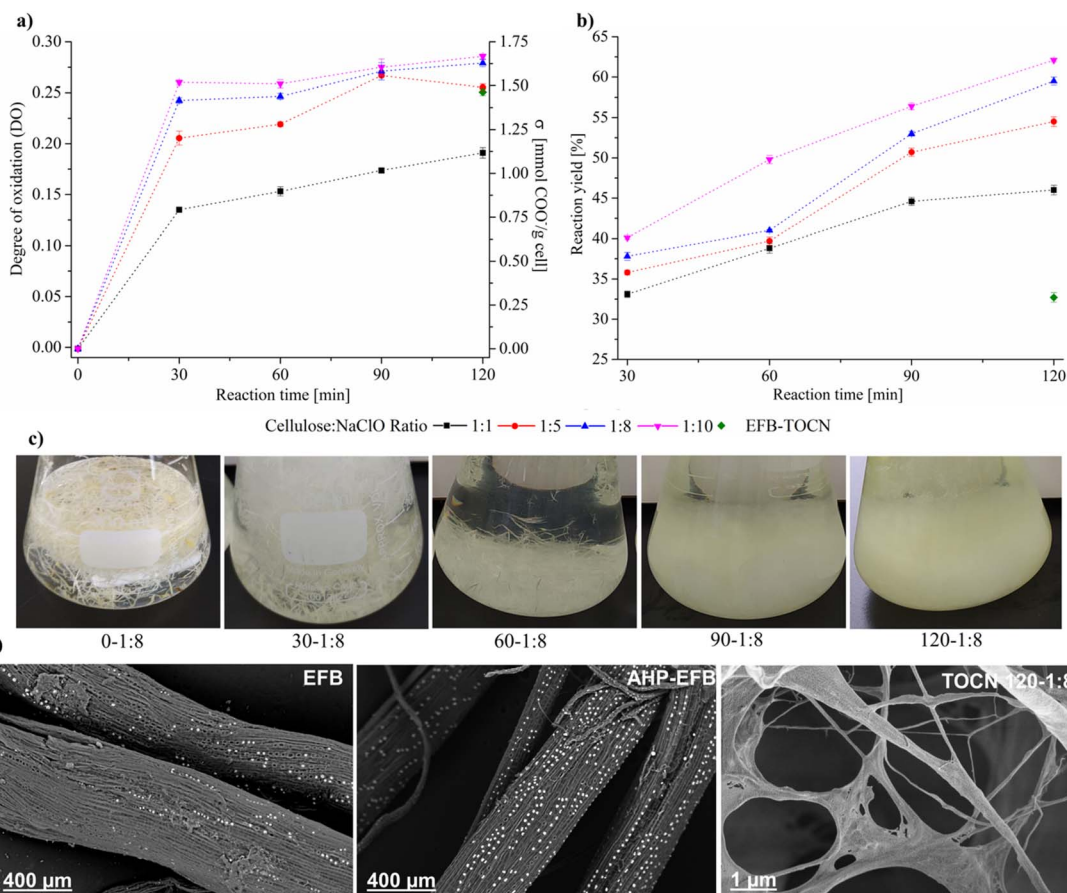 a)
b)
0.30
0.25
0.20
0.15
0.10
0.05
0.00
Degree of oxidation (DO)
1.75
1.50
1.25
1.00
0.75
0.50
0.25
0.00
σ [mmol COO⁻/g cell]
0 30 60 90 120
Reaction time [min]
65
60
55
50
45
40
35
30
25
Reaction yield [%]
30 60 90 120
Reaction time [min]
Cellulose:NaClO Ratio 1:1 1:5 1:8 1:10 EFB-TOCN
c)
0-1:8 30-1:8 60-1:8 90-1:8 120-1:8
EFB
400 µm
AHP-EFB
400 µm
TOCN 120-1:8
1 µm